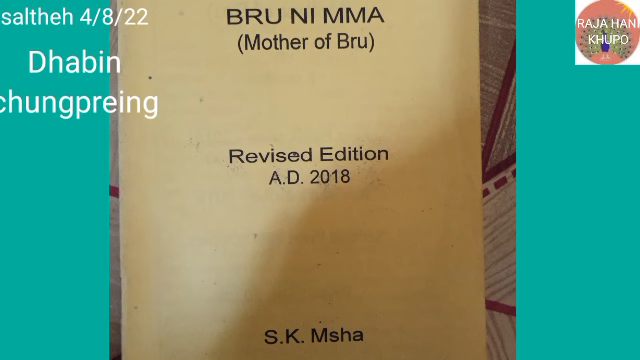 saltheh 4/8/22
Dhabin
chungpreing
BRU NI MMA
(Mother of Bru)
Revised Edition
A.D. 2018
S.K. Msha
RAJA HANI
KHUPO